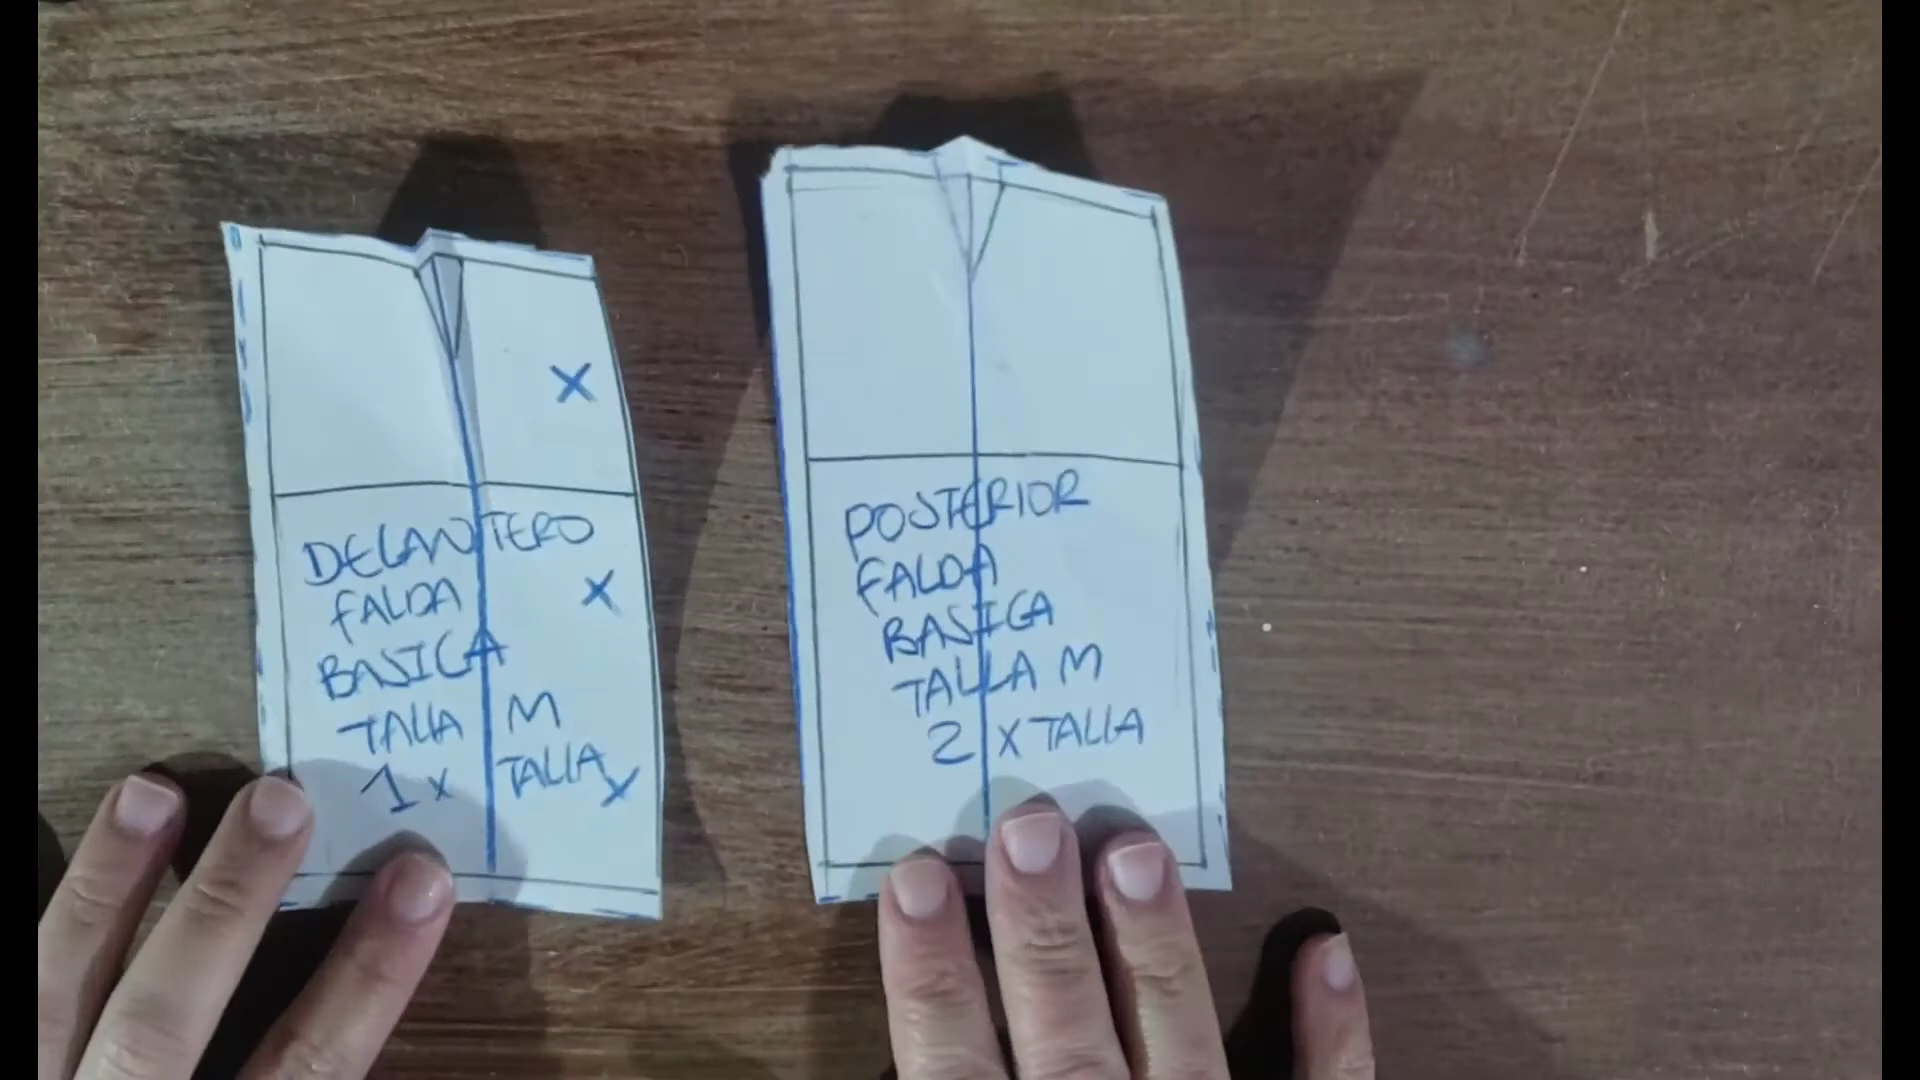 DELANTERO
FALDA
BASICA
TALLA M
1 x TALLA
POSTERIOR
FALDA
BASICA
TALLA M
2 X TALLA